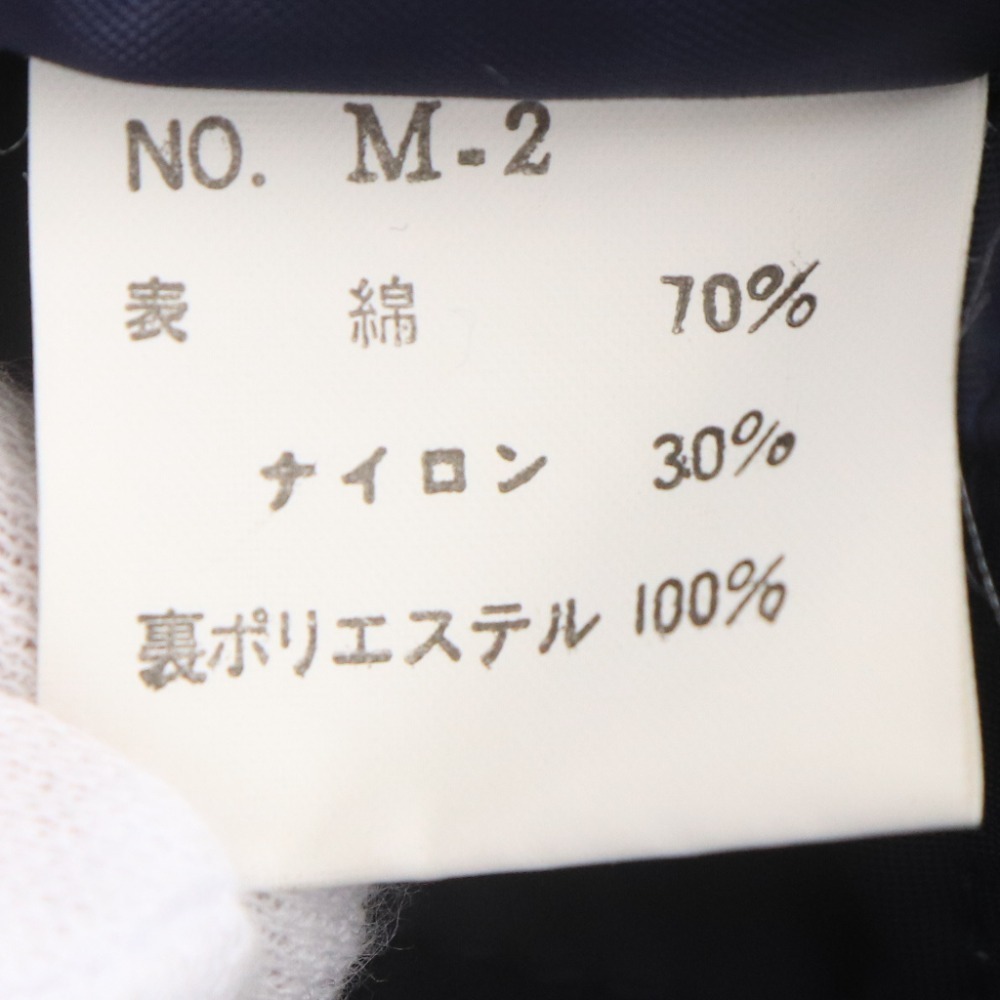 NO. M-2
表 綿 70%
ナイロン 30%
裏ポリエステル 100%